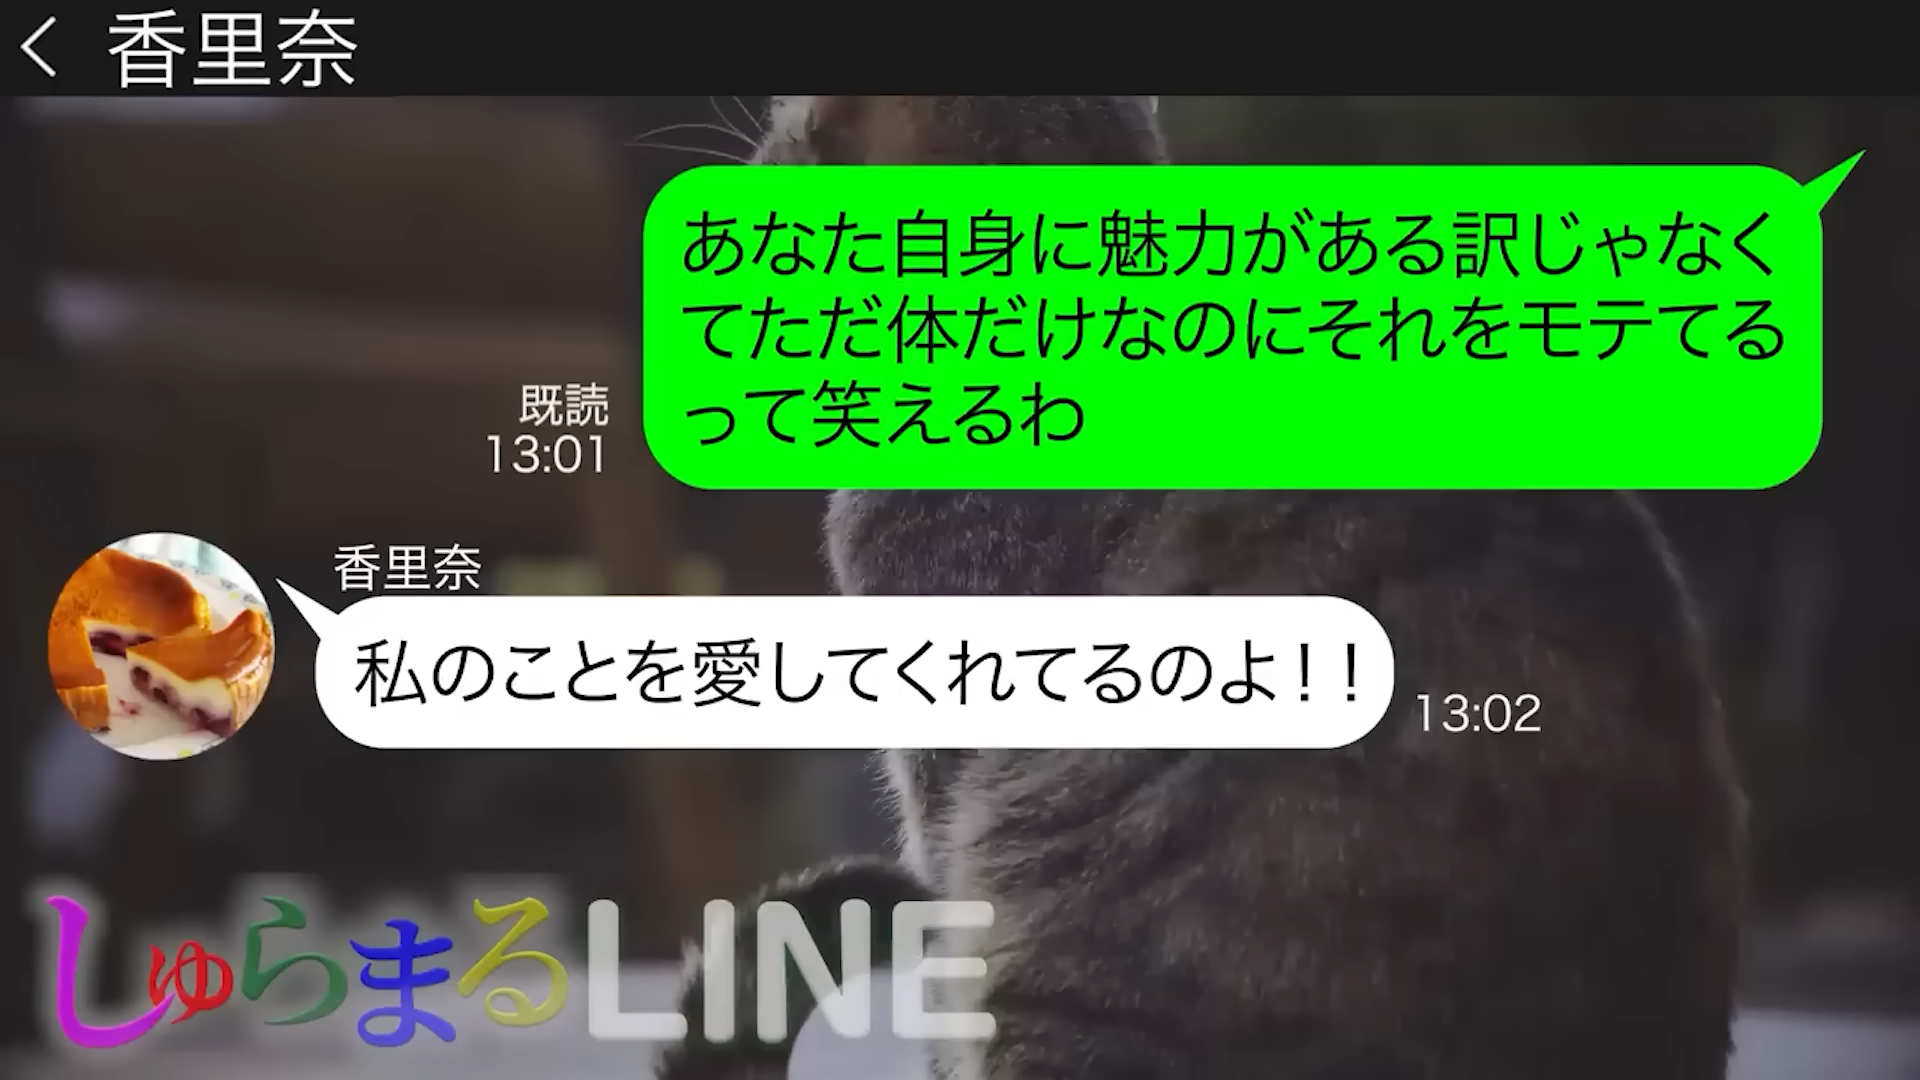 香里奈
あなた自身に魅力がある訳じゃなく
てただ体だけなのにそれをモテてる
って笑えるわ
既読
13:01
香里奈
私のことを愛してくれてるのよ！！
13:02
しゅらまるLINE